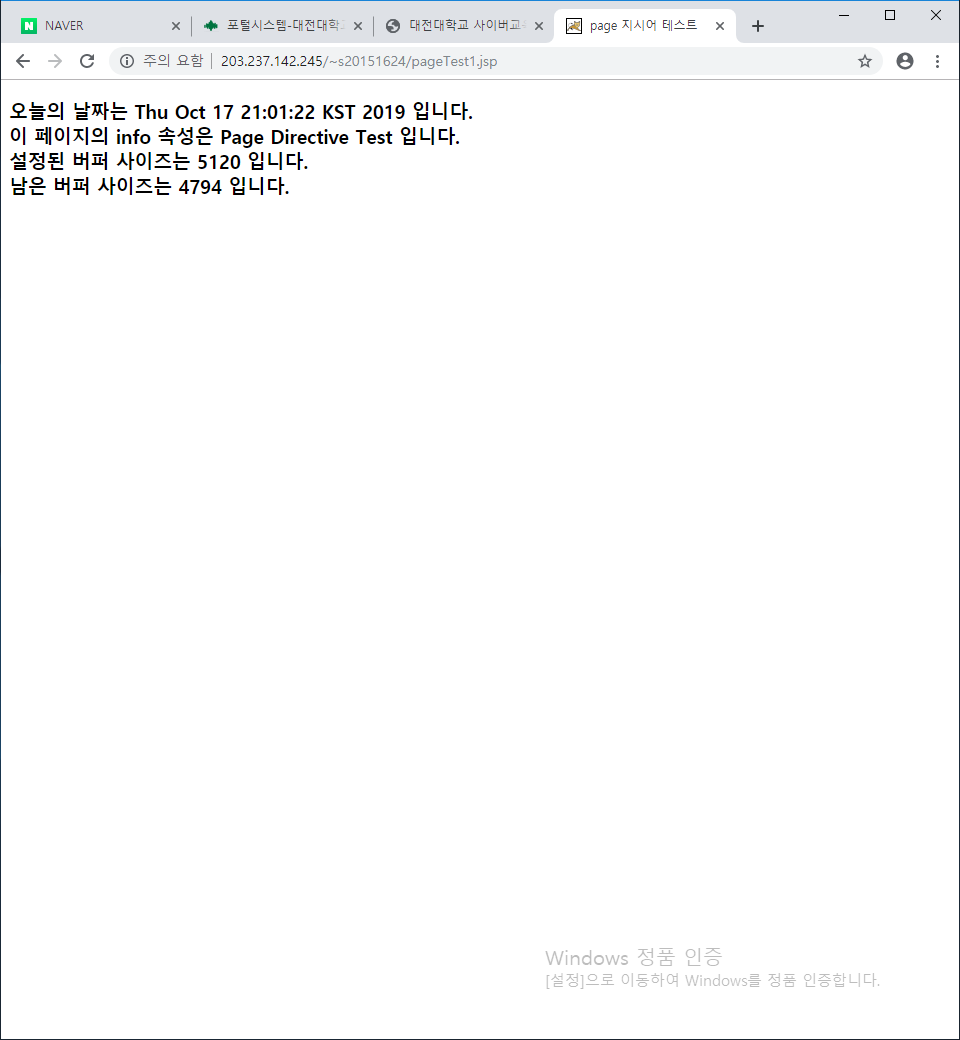 NAVER
포털시스템-대전대학교
대전대학교 사이버교육
page 지시어 테스트
주의 요함 | 203.237.142.245/~s20151624/pageTest1.jsp
오늘의 날짜는 Thu Oct 17 21:01:22 KST 2019 입니다.
이 페이지의 info 속성은 Page Directive Test 입니다.
설정된 버퍼 사이즈는 5120 입니다.
남은 버퍼 사이즈는 4794 입니다.
Windows 정품 인증
[설정]으로 이동하여 Windows를 정품 인증합니다.